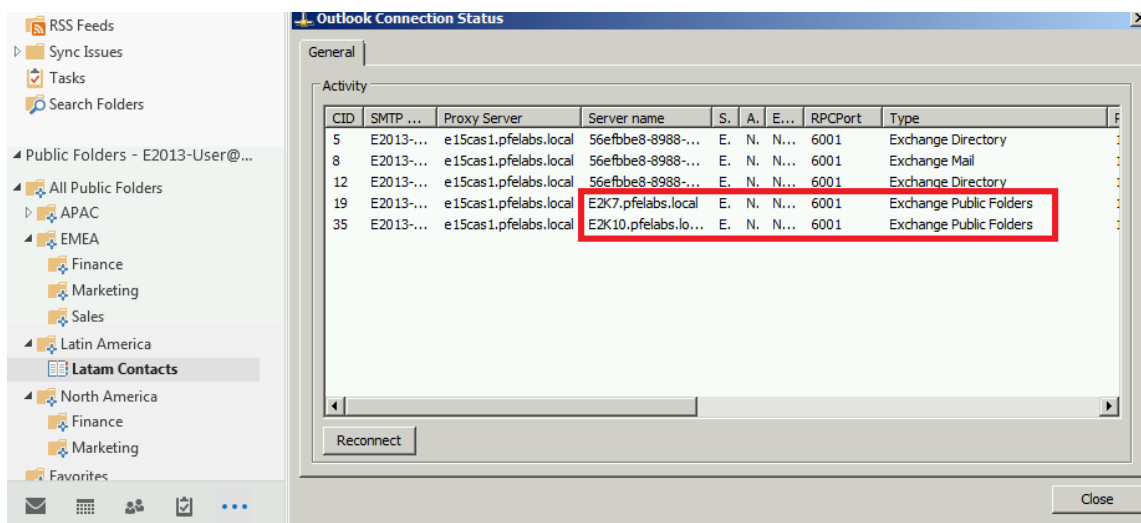 RSS Feeds
Sync Issues
Tasks
Search Folders
Public Folders - E2013-User@...
All Public Folders
APAC
EMEA
Finance
Marketing
Sales
Latin America
Latam Contacts
North America
Finance
Marketing
Favorites
Outlook Connection Status
General
Activity
CID SMTP ... Proxy Server Server name S. A. E... RPCPort Type
5 E2013-... e15cas1.pfelabs.local 56efbbe8-8988-... E. N. N... 6001 Exchange Directory
8 E2013-... e15cas1.pfelabs.local 56efbbe8-8988-... E. N. N... 6001 Exchange Mail
12 E2013-... e15cas1.pfelabs.local 56efbbe8-8988-... E. N. N... 6001 Exchange Directory
19 E2013-... e15cas1.pfelabs.local E2K7.pfelabs.local E. N. N... 6001 Exchange Public Folders
35 E2013-... e15cas1.pfelabs.local E2K10.pfelabs.lo... E. N. N... 6001 Exchange Public Folders
Reconnect
Close